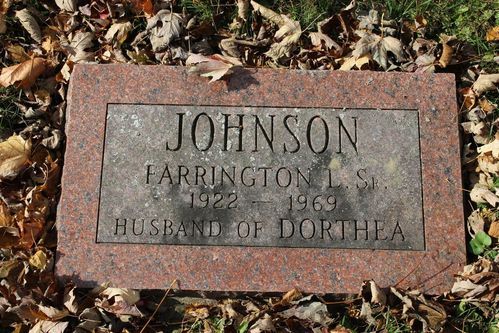 JOHNSON
FARRINGTON L. SR.
1922 — 1969
HUSBAND OF DORTHEA